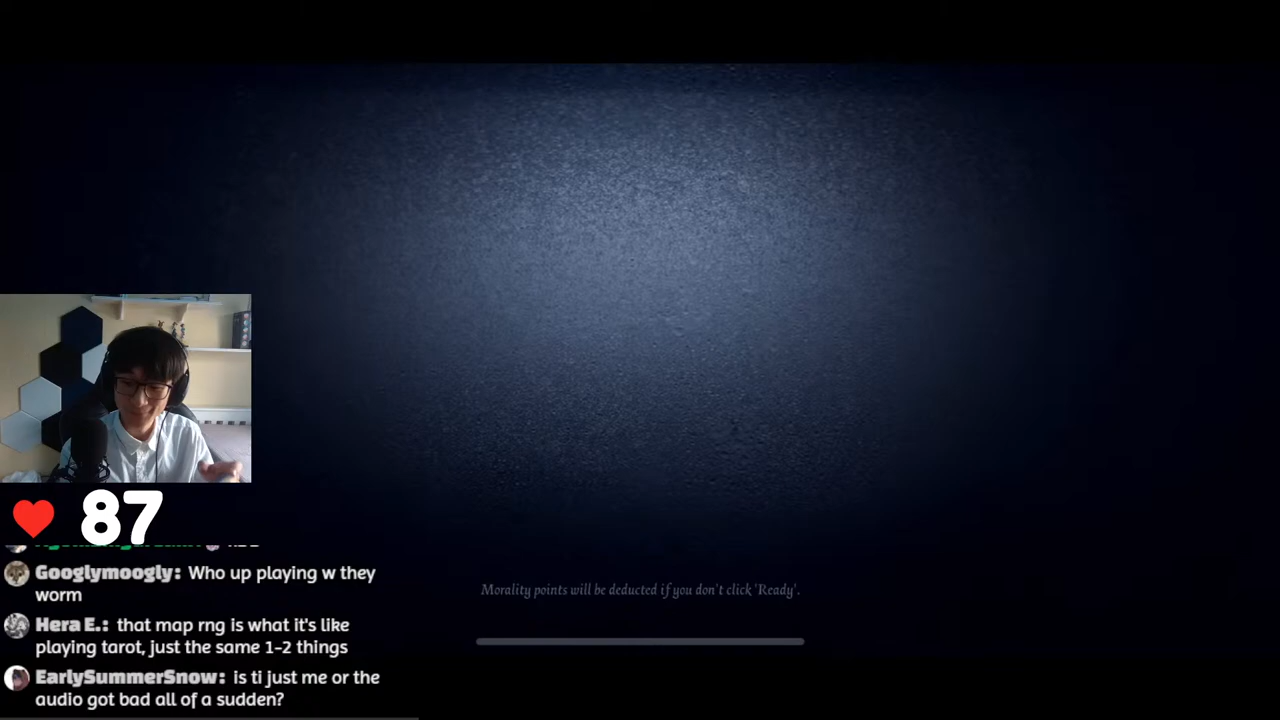 Morality points will be deducted if you don't click 'Ready'.
87
Googlymoogly: Who up playing w they
worm
Hera E.: that map rng is what it's like
playing tarot, just the same 1-2 things
EarlySummerSnow: is ti just me or the
audio got bad all of a sudden?